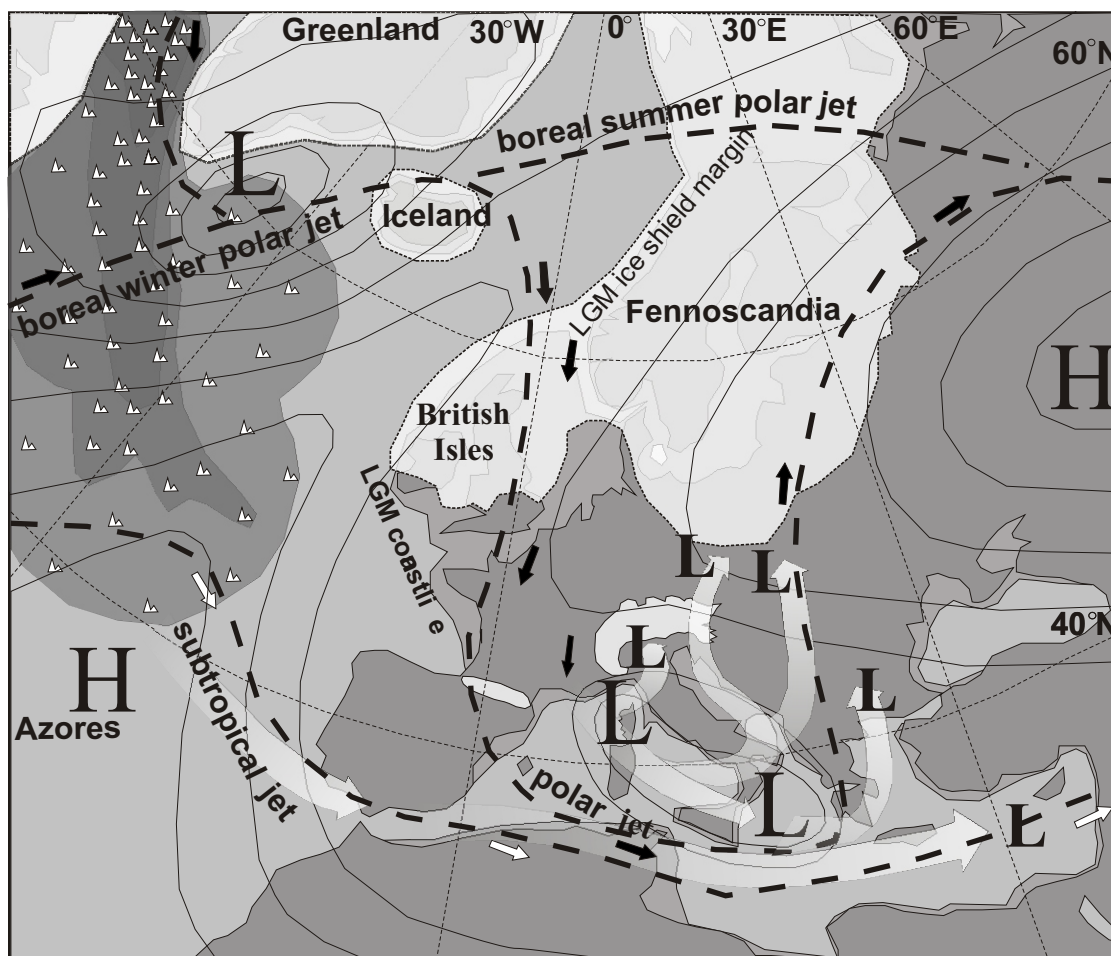 Greenland
30°W
0°
30°E
60°E
60°N
boreal summer polar jet
L
Iceland
boreal winter polar jet
LGM ice shield margin
Fennoscandia
H
British
Isles
LGM coastli e
L
L
40°N
L
H
L
L
Azores
subtropical jet
polar jet
L
L